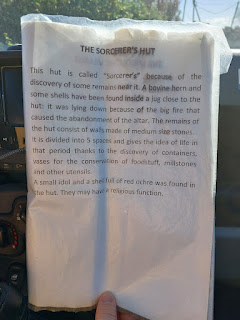 THE SORCERER'S HUT
This hut is called "Sorcerer's" because of the
discovery of some remains near it. A bovine horn and
some shells have been found inside a jug close to the
hut: it was lying down because of the big fire that
caused the abandonment of the altar. The remains of
the hut consist of walls made of medium size stones.
It is divided into 5 spaces and gives the idea of life in
that period thanks to the discovery of containers,
vases for the conservation of foodstuff, millstones
and other utensils.
A small idol and a shell full of red ochre was found in
the hut. They may have a religious function.